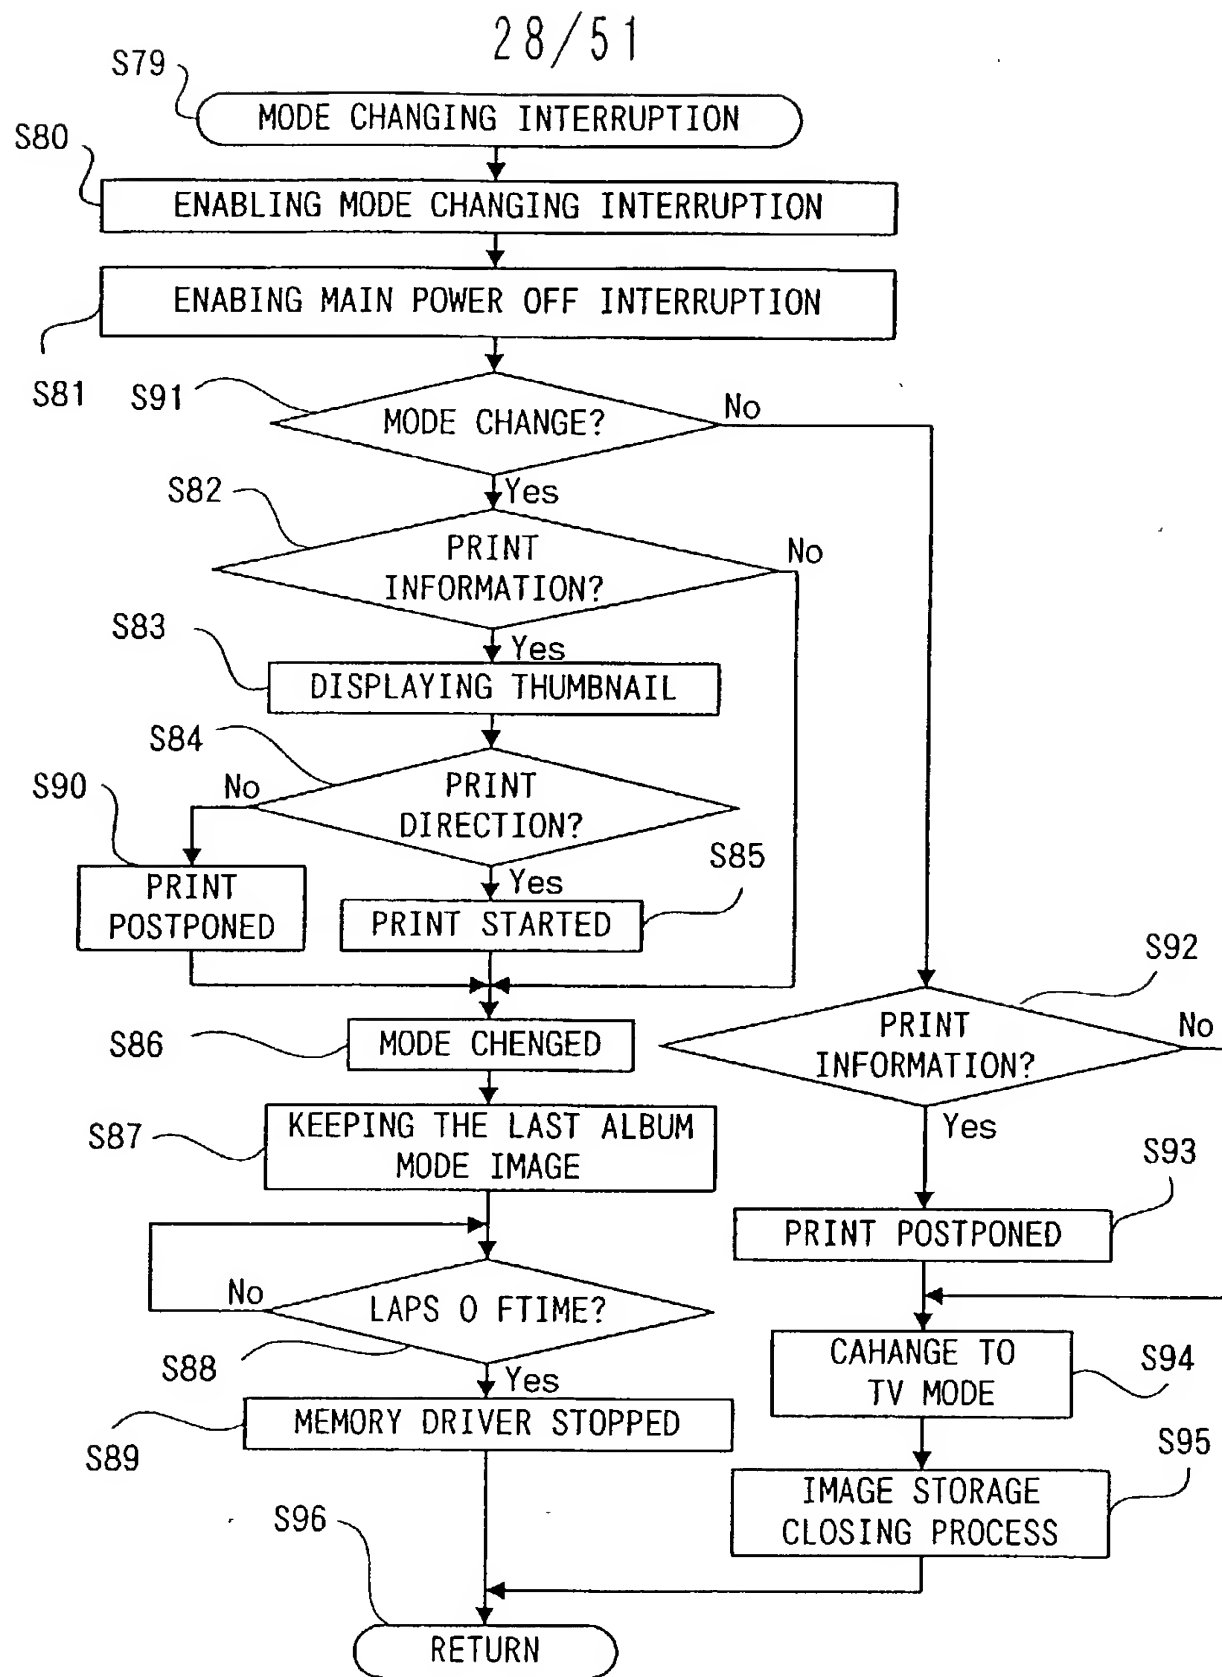 28/51
S79
MODE CHANGING INTERRUPTION
S80
ENABLING MODE CHANGING INTERRUPTION
ENABING MAIN POWER OFF INTERRUPTION
S81
S91
MODE CHANGE?
No
Yes
S82
PRINT
INFORMATION?
No
S83
Yes
DISPLAYING THUMBNAIL
S84
PRINT
DIRECTION?
No
S90
Yes
S85
PRINT
POSTPONED
PRINT STARTED
S92
PRINT
INFORMATION?
No
S86
MODE CHENGED
Yes
S87
KEEPING THE LAST ALBUM
MODE IMAGE
S93
PRINT POSTPONED
No
LAPS O FTIME?
S88
Yes
CAHANGE TO
TV MODE
S94
MEMORY DRIVER STOPPED
S89
S95
IMAGE STORAGE
CLOSING PROCESS
S96
RETURN